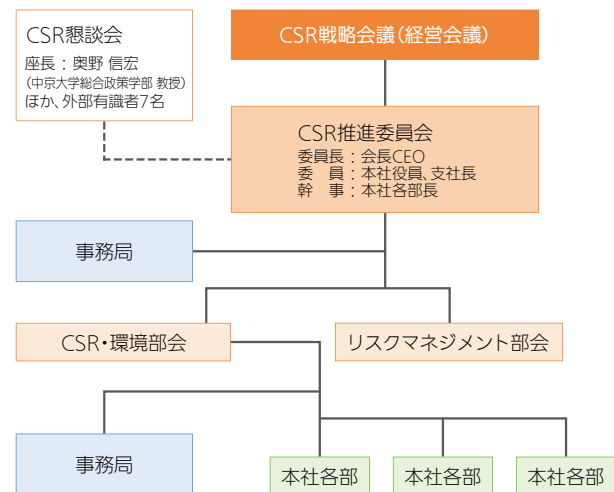 CSR懇談会
座長：奥野 信宏
（中京大学総合政策学部 教授）
ほか、外部有識者7名
CSR戦略会議（経営会議）
CSR推進委員会
委員長：会長CEO
委　員：本社役員、支社長
幹　事：本社各部長
事務局
CSR・環境部会
リスクマネジメント部会
事務局
本社各部
本社各部
本社各部